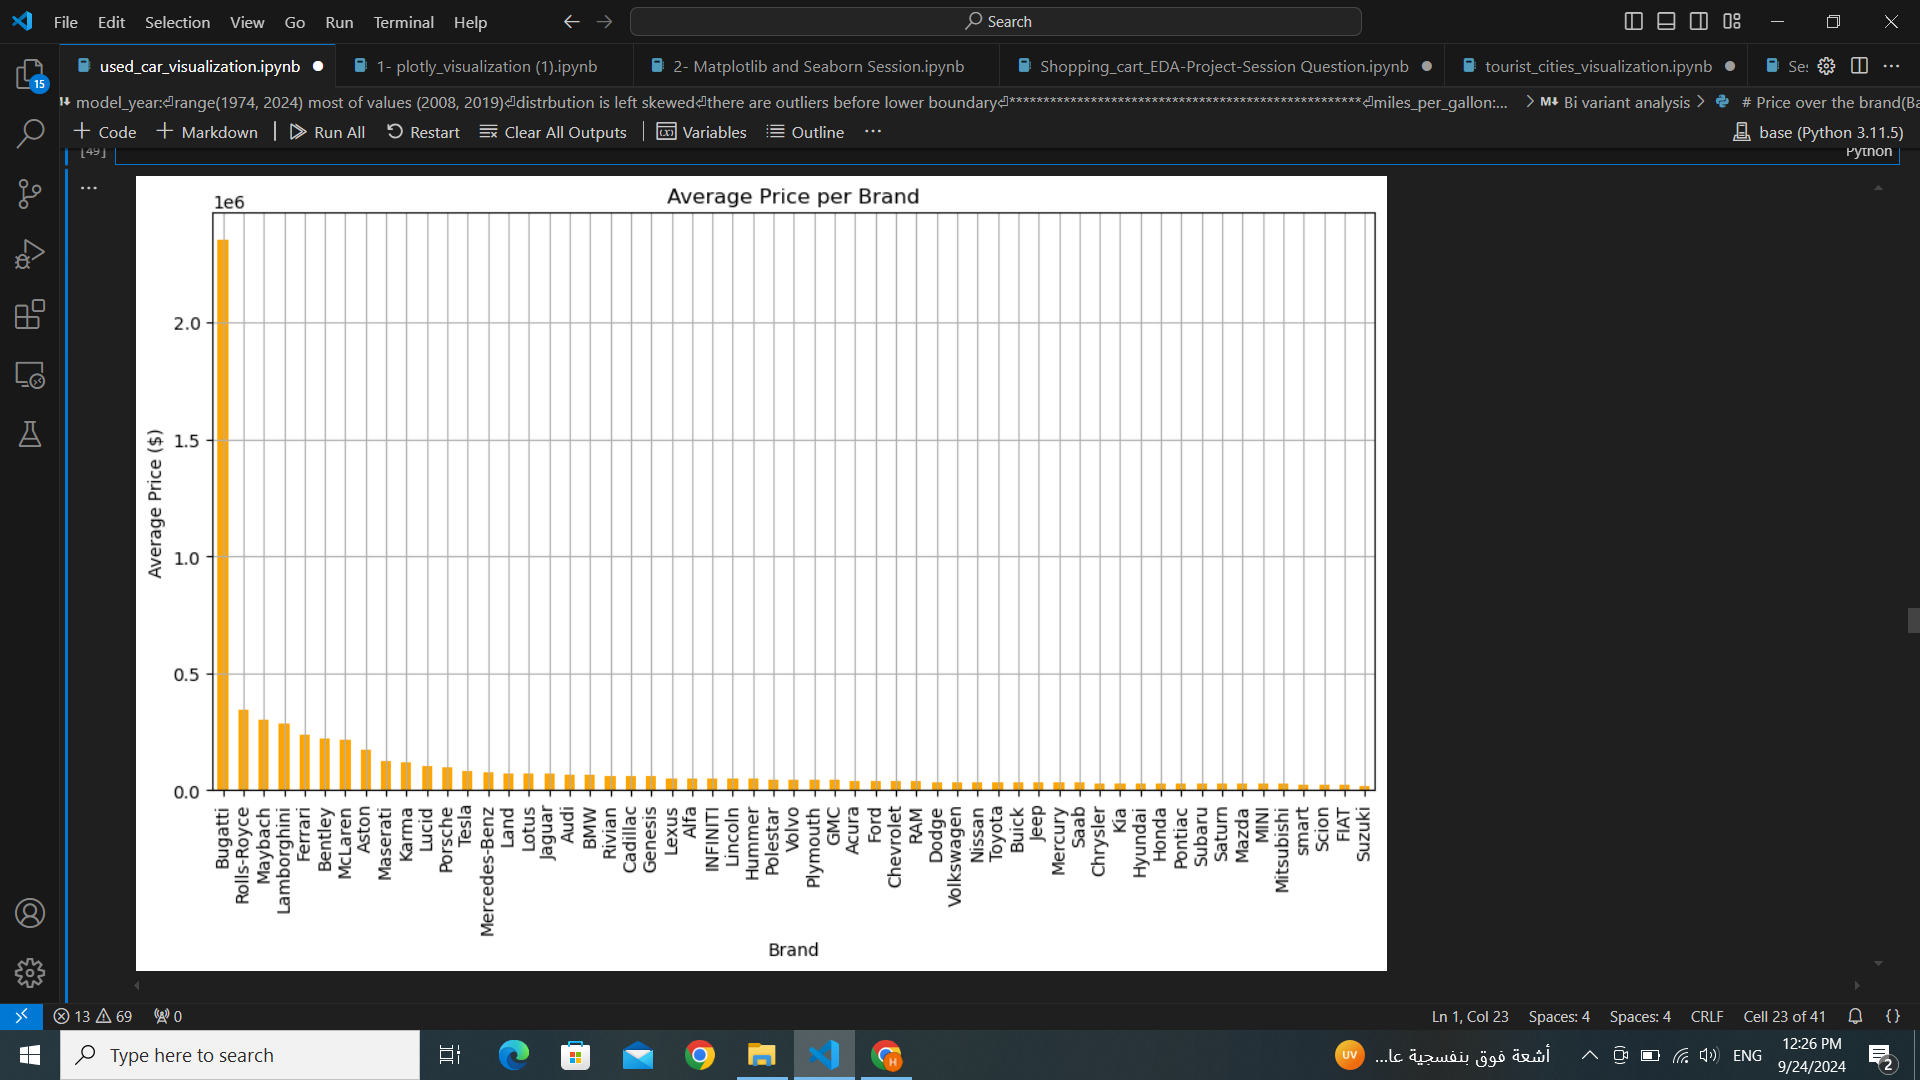 File Edit Selection View Go Run Terminal Help
Search
15
used_car_visualization.ipynb
1- plotly_visualization (1).ipynb
2- Matplotlib and Seaborn Session.ipynb
Shopping_cart_EDA-Project-Session Question.ipynb
tourist_cities_visualization.ipynb
Se
model_year:⏎range(1974, 2024) most of values (2008, 2019)⏎distrbution is left skewed⏎there are outliers before lower boundary⏎****************************************************⏎miles_per_gallon:... > M↓ Bi variant analysis > # Price over the brand(Ba
+ Code + Markdown Run All Restart Clear All Outputs Variables Outline ...
base (Python 3.11.5)
[49]
Python
Average Price per Brand
1e6
2.0
1.5
1.0
0.5
0.0
Average Price ($)
Bugatti
Rolls-Royce
Maybach
Lamborghini
Ferrari
Bentley
McLaren
Aston
Maserati
Karma
Lucid
Porsche
Tesla
Mercedes-Benz
Land
Lotus
Jaguar
Audi
BMW
Rivian
Cadillac
Genesis
Lexus
Alfa
INFINITI
Lincoln
Hummer
Polestar
Volvo
Plymouth
GMC
Acura
Ford
Chevrolet
RAM
Dodge
Volkswagen
Nissan
Toyota
Buick
Jeep
Mercury
Saab
Chrysler
Kia
Hyundai
Honda
Pontiac
Subaru
Saturn
Mazda
MINI
Mitsubishi
smart
Scion
FIAT
Suzuki
Brand
13 69 0
Ln 1, Col 23 Spaces: 4 Spaces: 4 CRLF Cell 23 of 41
Type here to search
UV
أشعة فوق بنفسجية عا...
ENG
12:26 PM
9/24/2024
2